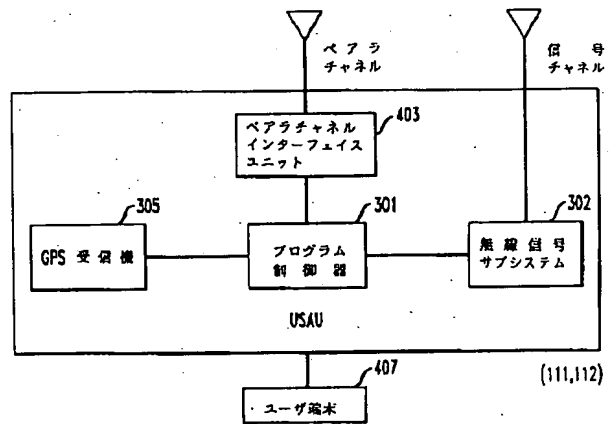 ベアラ
チャネル
信号
チャネル
403
ベアラチャネル
インターフェイス
ユニット
305
GPS 受信機
301
プログラム
制御器
302
無線信号
サブシステム
USAU
407
ユーザ端末
(111,112)